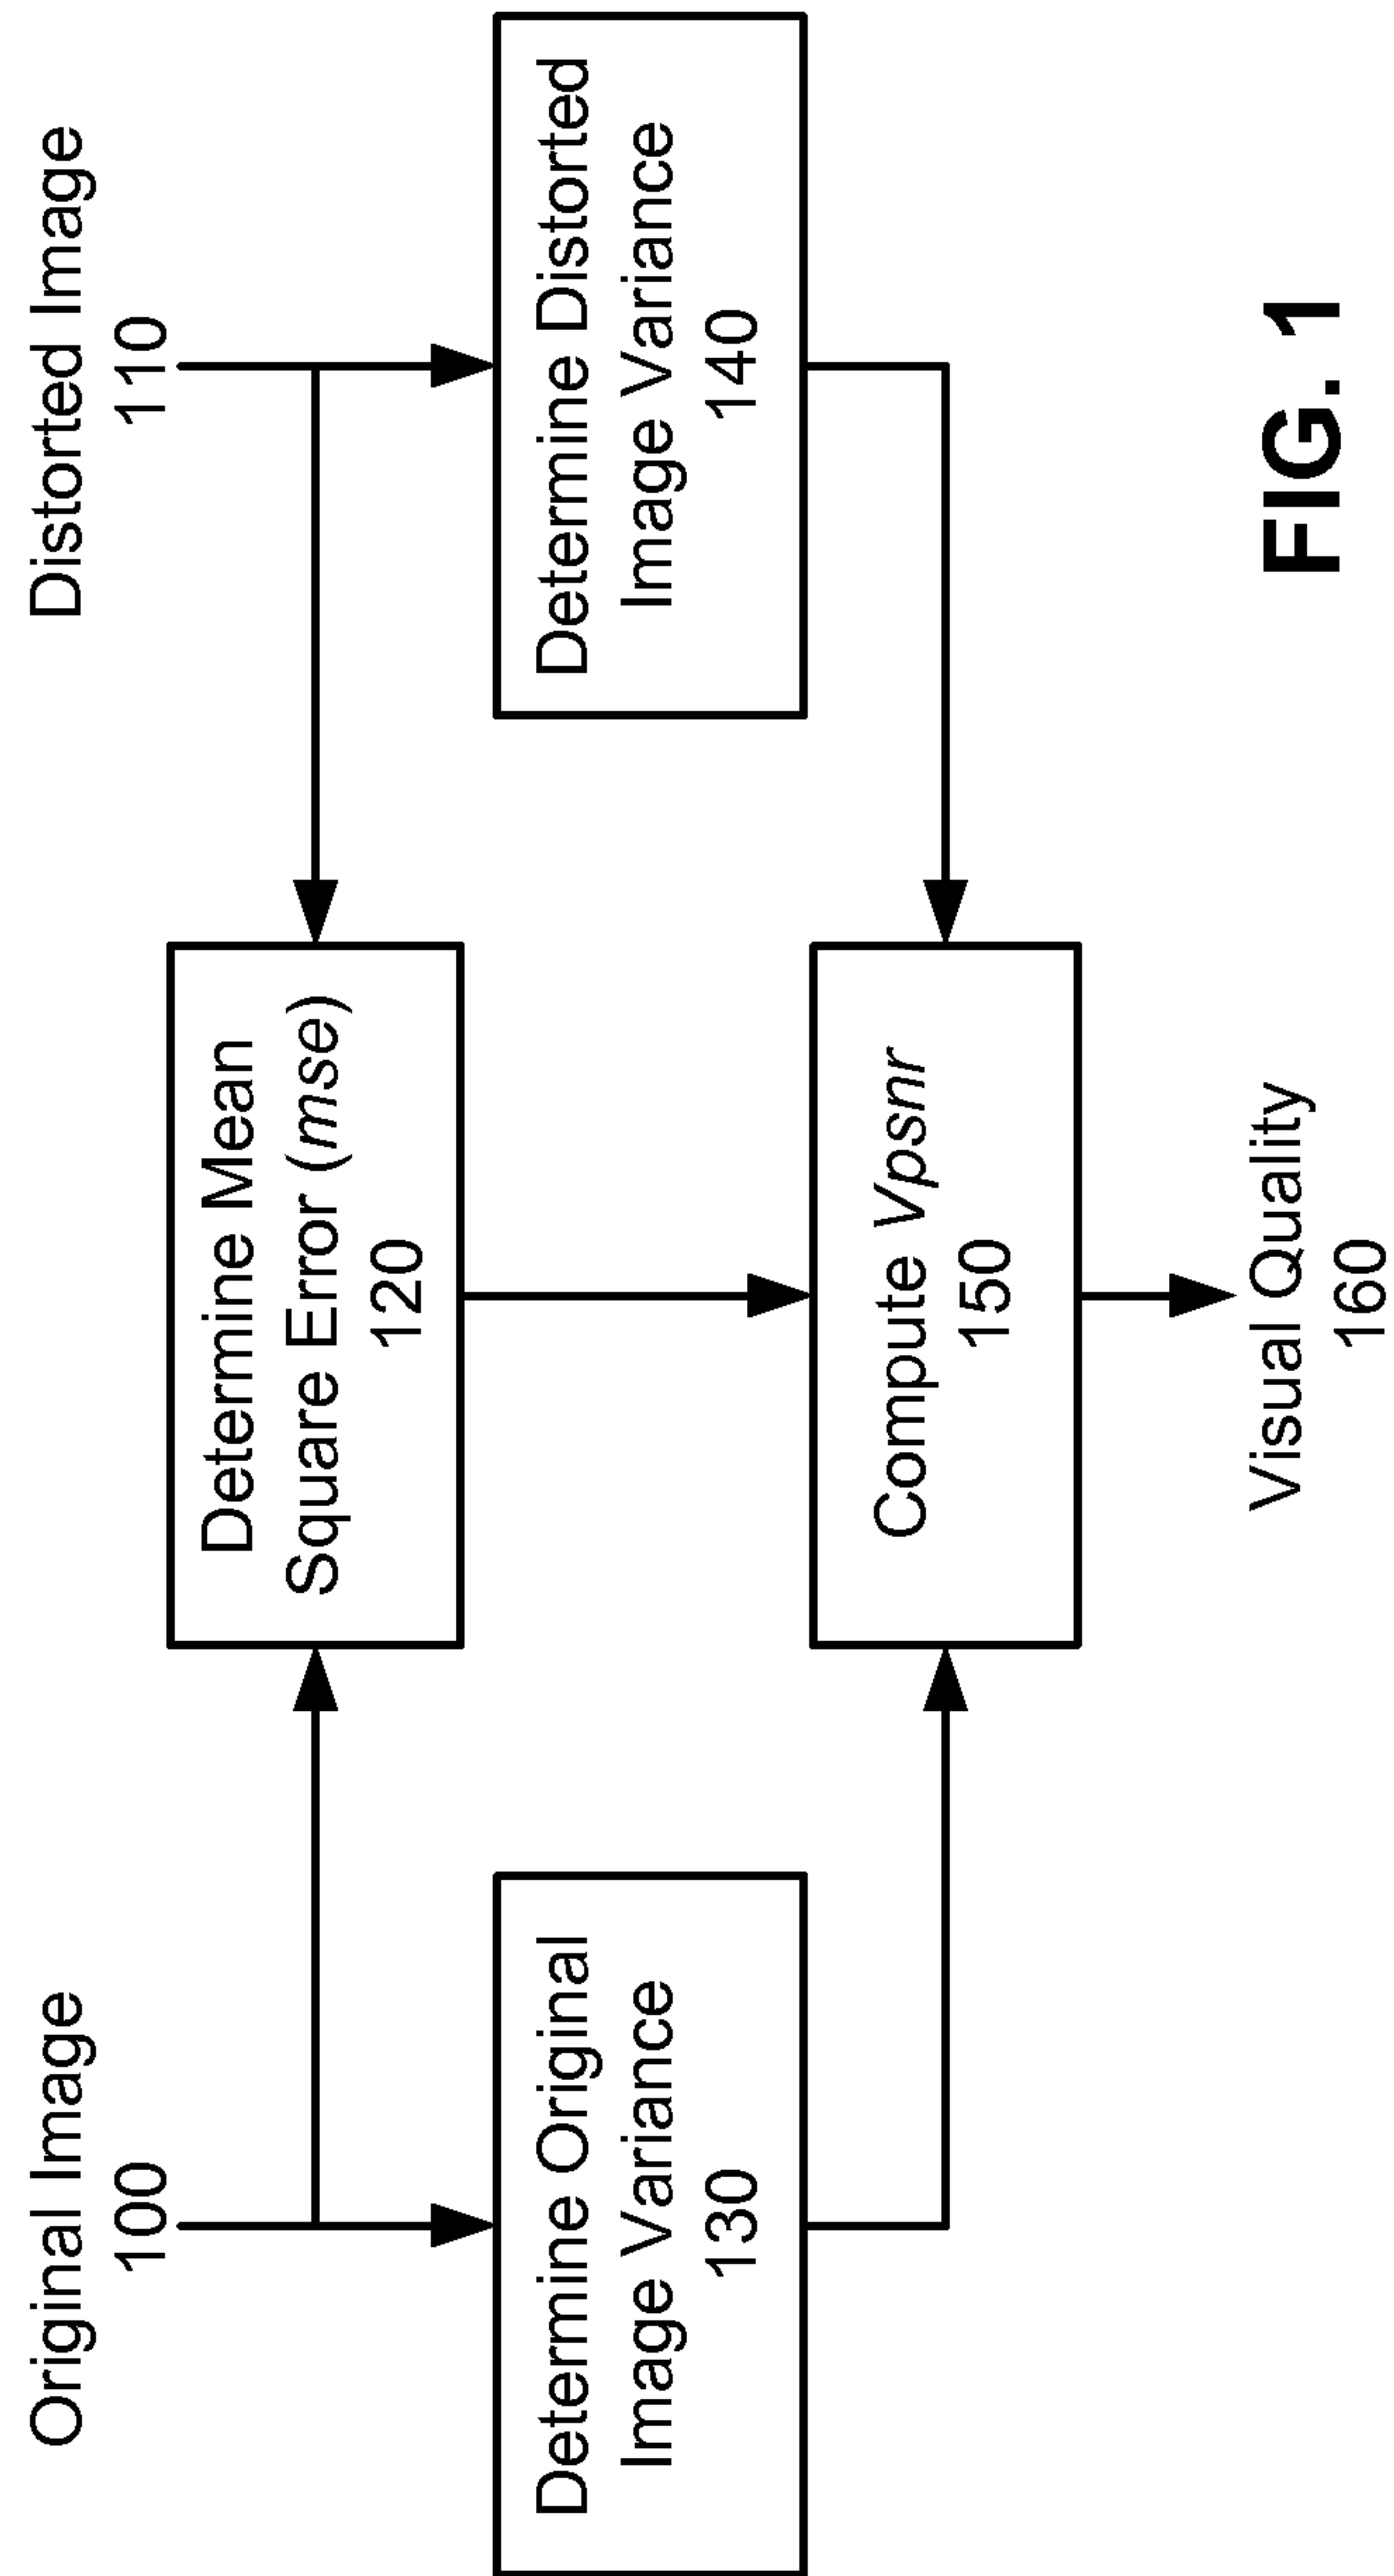 Original Image
100
Distorted Image
110
Determine Mean
Square Error (mse)
120
Determine Original
Image Variance
130
Determine Distorted
Image Variance
140
Compute Vpsnr
150
Visual Quality
160
FIG. 1